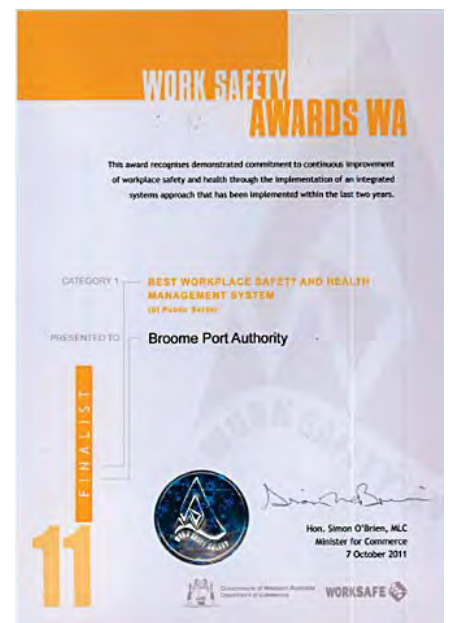 WORK SAFETY
AWARDS WA
This award recognises demonstrated commitment to continuous improvement
of workplace safety and health through the implementation of an integrated
systems approach that has been implemented within the last two years.
CATEGORY 1
BEST WORKPLACE SAFETY AND HEALTH
MANAGEMENT SYSTEM
Public Sector
PRESENTED TO
Broome Port Authority
FINALIST
11
WORK SAFETY
Hon. Simon O'Brien, MLC
Minister for Commerce
7 October 2011
Government of Western Australia
Department of Commerce
WORKSAFE